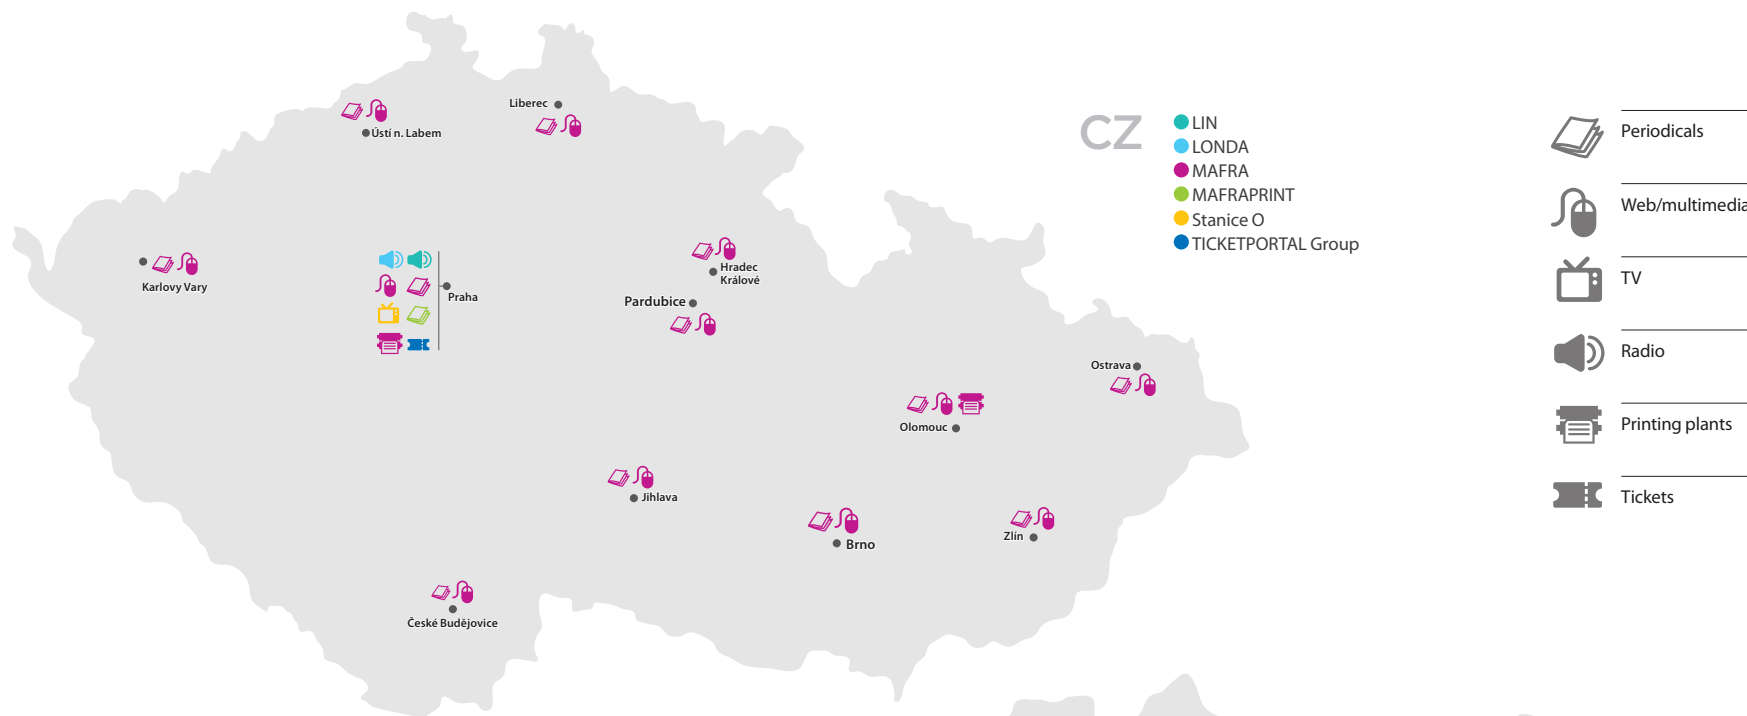 Liberec
Ústí n. Labem
Karlovy Vary
Praha
Hradec
Králové
Pardubice
Ostrava
Olomouc
Jihlava
Brno
Zlín
České Budějovice
CZ
LIN
LONDA
MAFRA
MAFRAPRINT
Stanice O
TICKETPORTAL Group
Periodicals
Web/multimedia
TV
Radio
Printing plants
Tickets